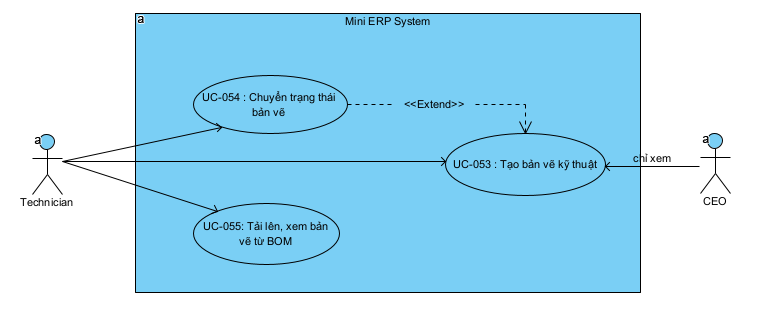 a
Mini ERP System
UC-054 : Chuyển trạng thái
bản vẽ
<<Extend>>
a
Technician
UC-053 : Tạo bản vẽ kỹ thuật
chỉ xem
a
CEO
UC-055: Tải lên, xem bản
vẽ từ BOM